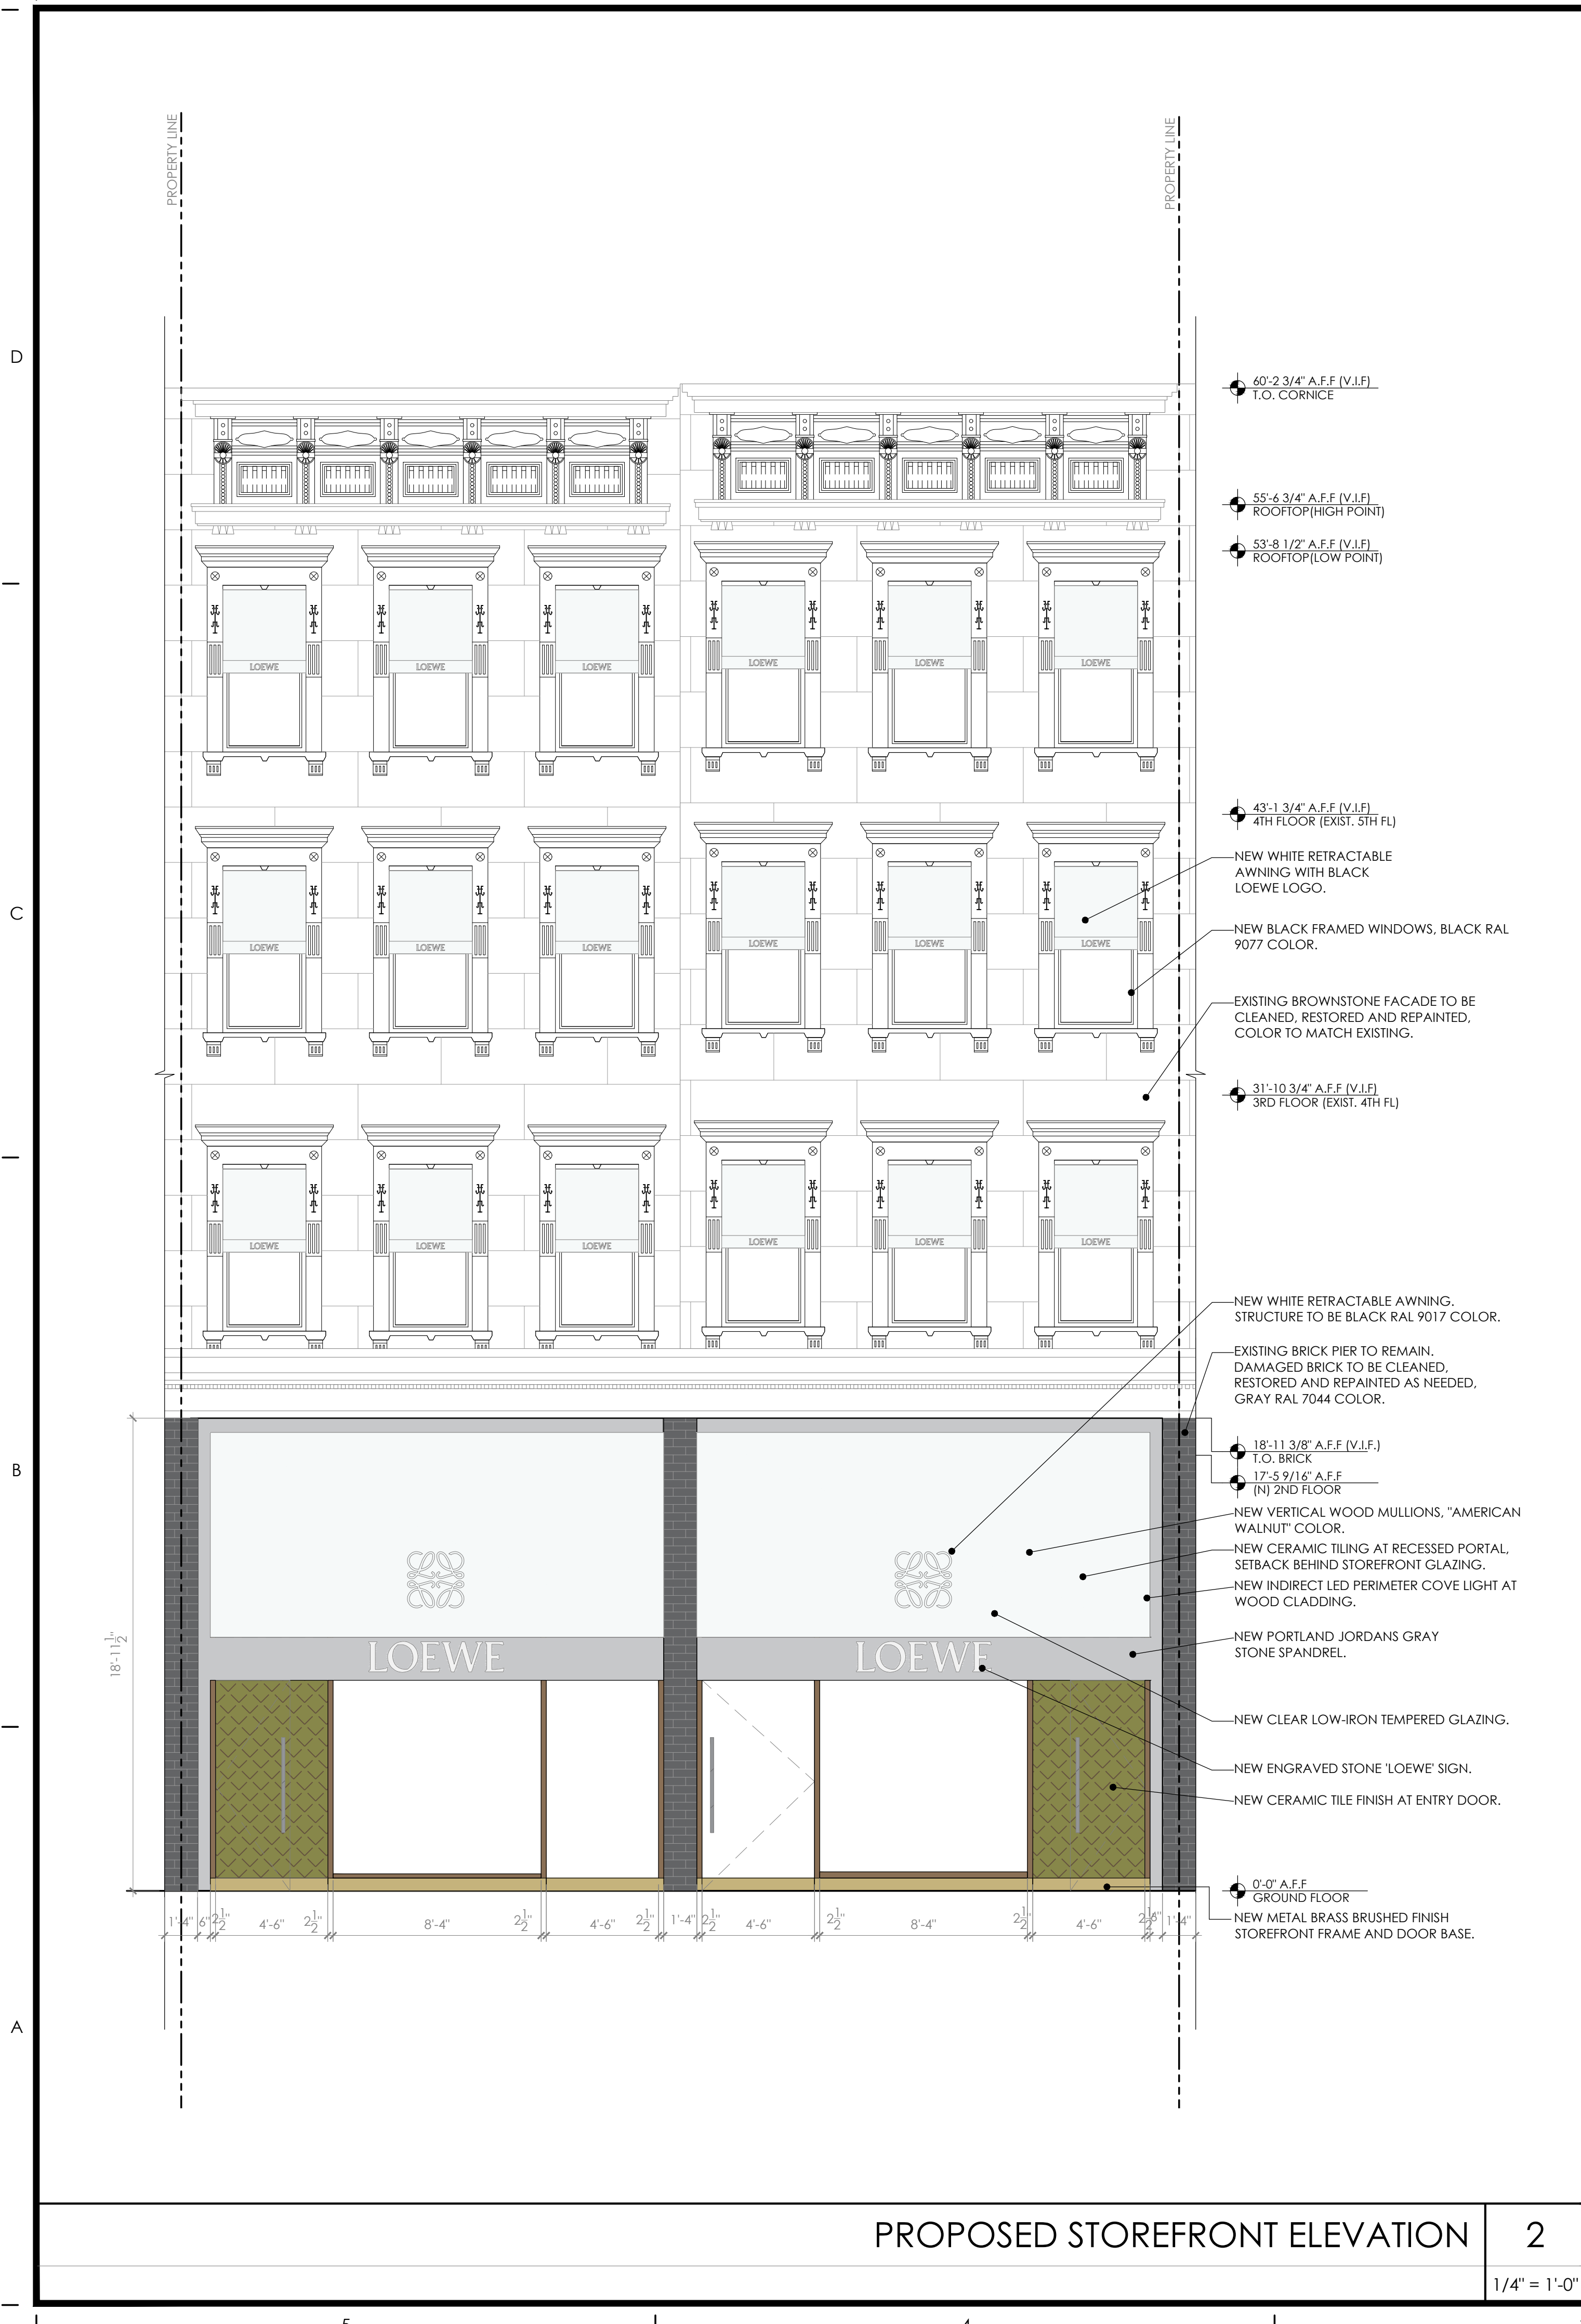 PROPERTY LINE
PROPERTY LINE
D
60'-2 3/4" A.F.F (V.I.F)
T.O. CORNICE
55'-6 3/4" A.F.F (V.I.F)
ROOFTOP(HIGH POINT)
53'-8 1/2" A.F.F (V.I.F)
ROOFTOP(LOW POINT)
LOEWE LOEWE LOEWE LOEWE LOEWE LOEWE
43'-1 3/4" A.F.F (V.I.F)
4TH FLOOR (EXIST. 5TH FL)
NEW WHITE RETRACTABLE
AWNING WITH BLACK
LOEWE LOGO.
C
NEW BLACK FRAMED WINDOWS, BLACK RAL
9077 COLOR.
LOEWE LOEWE LOEWE LOEWE LOEWE LOEWE
EXISTING BROWNSTONE FACADE TO BE
CLEANED, RESTORED AND REPAINTED,
COLOR TO MATCH EXISTING.
31'-10 3/4" A.F.F (V.I.F)
3RD FLOOR (EXIST. 4TH FL)
LOEWE LOEWE LOEWE LOEWE LOEWE LOEWE
NEW WHITE RETRACTABLE AWNING.
STRUCTURE TO BE BLACK RAL 9017 COLOR.
EXISTING BRICK PIER TO REMAIN.
DAMAGED BRICK TO BE CLEANED,
RESTORED AND REPAINTED AS NEEDED,
GRAY RAL 7044 COLOR.
18'-11 3/8" A.F.F (V.I.F.)
T.O. BRICK
B
17'-5 9/16" A.F.F
(N) 2ND FLOOR
NEW VERTICAL WOOD MULLIONS, "AMERICAN
WALNUT" COLOR.
NEW CERAMIC TILING AT RECESSED PORTAL,
SETBACK BEHIND STOREFRONT GLAZING.
NEW INDIRECT LED PERIMETER COVE LIGHT AT
WOOD CLADDING.
NEW PORTLAND JORDANS GRAY
STONE SPANDREL.
18'-11 1/2"
LOEWE LOEWE
NEW CLEAR LOW-IRON TEMPERED GLAZING.
NEW ENGRAVED STONE 'LOEWE' SIGN.
NEW CERAMIC TILE FINISH AT ENTRY DOOR.
0'-0" A.F.F
GROUND FLOOR
NEW METAL BRASS BRUSHED FINISH
STOREFRONT FRAME AND DOOR BASE.
1'-4" 6" 2 1/2" 4'-6" 2 1/2" 8'-4" 2 1/2" 4'-6" 2 1/2" 1'-4" 2 1/2" 4'-6" 2 1/2" 8'-4" 2 1/2" 4'-6" 2 1/2" 6" 1'-4"
A
PROPOSED STOREFRONT ELEVATION 2
1/4" = 1'-0"